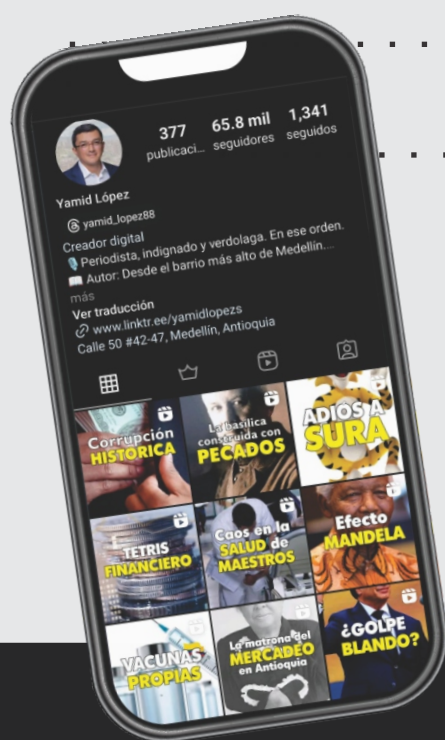 377 65.8 mil 1,341
publicaci... seguidores seguidos
Yamid López
yamid_lopez88
Creador digital
🎙️Periodista, indignado y verdolaga. En ese orden.
📖 Autor: Desde el barrio más alto de Medellín....
más
Ver traducción
www.linktr.ee/yamidlopezs
Calle 50 #42-47, Medellín, Antioquia
Corrupción
HISTÓRICA
La basílica
construida con
PECADOS
ADIÓS A
SURA
TETRIS
FINANCIERO
Caos en la
SALUD de
MAESTROS
Efecto
MANDELA
VACUNAS
PROPIAS
La matrona del
MERCADEO
en Antioquia
¿GOLPE
BLANDO?